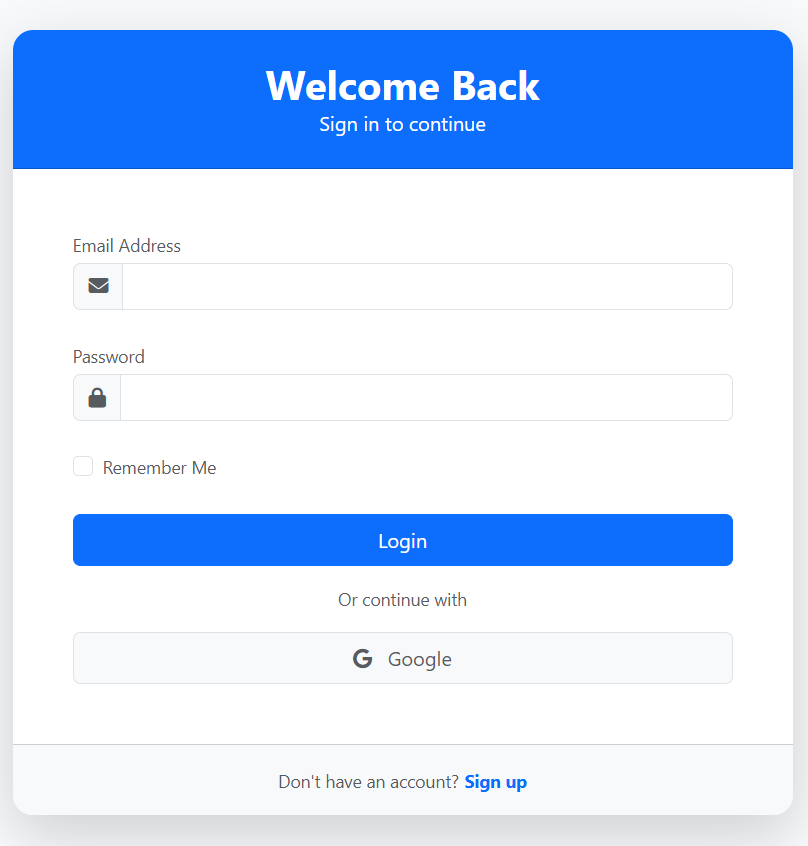 Welcome Back
Sign in to continue
Email Address
Password
Remember Me
Login
Or continue with
Google
Don't have an account? Sign up